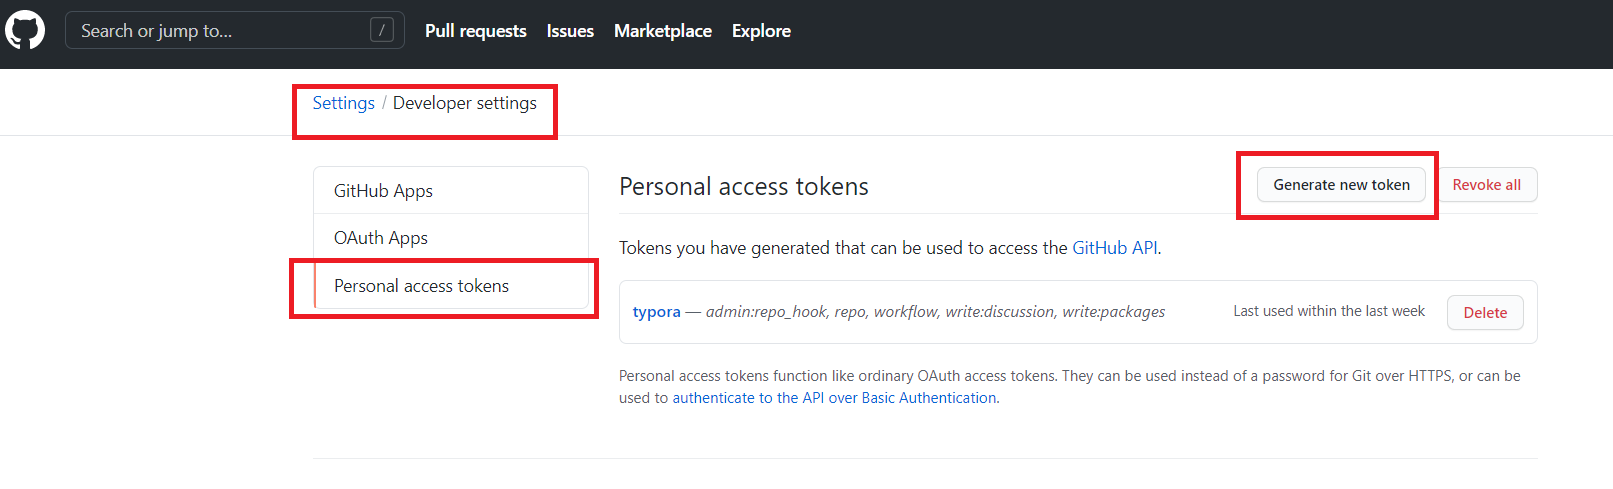 Search or jump to... / Pull requests Issues Marketplace Explore
Settings / Developer settings
GitHub Apps
OAuth Apps
Personal access tokens
Personal access tokens
Generate new token
Revoke all
Tokens you have generated that can be used to access the GitHub API.
typora — admin:repo_hook, repo, workflow, write:discussion, write:packages
Last used within the last week
Delete
Personal access tokens function like ordinary OAuth access tokens. They can be used instead of a password for Git over HTTPS, or can be
used to authenticate to the API over Basic Authentication.